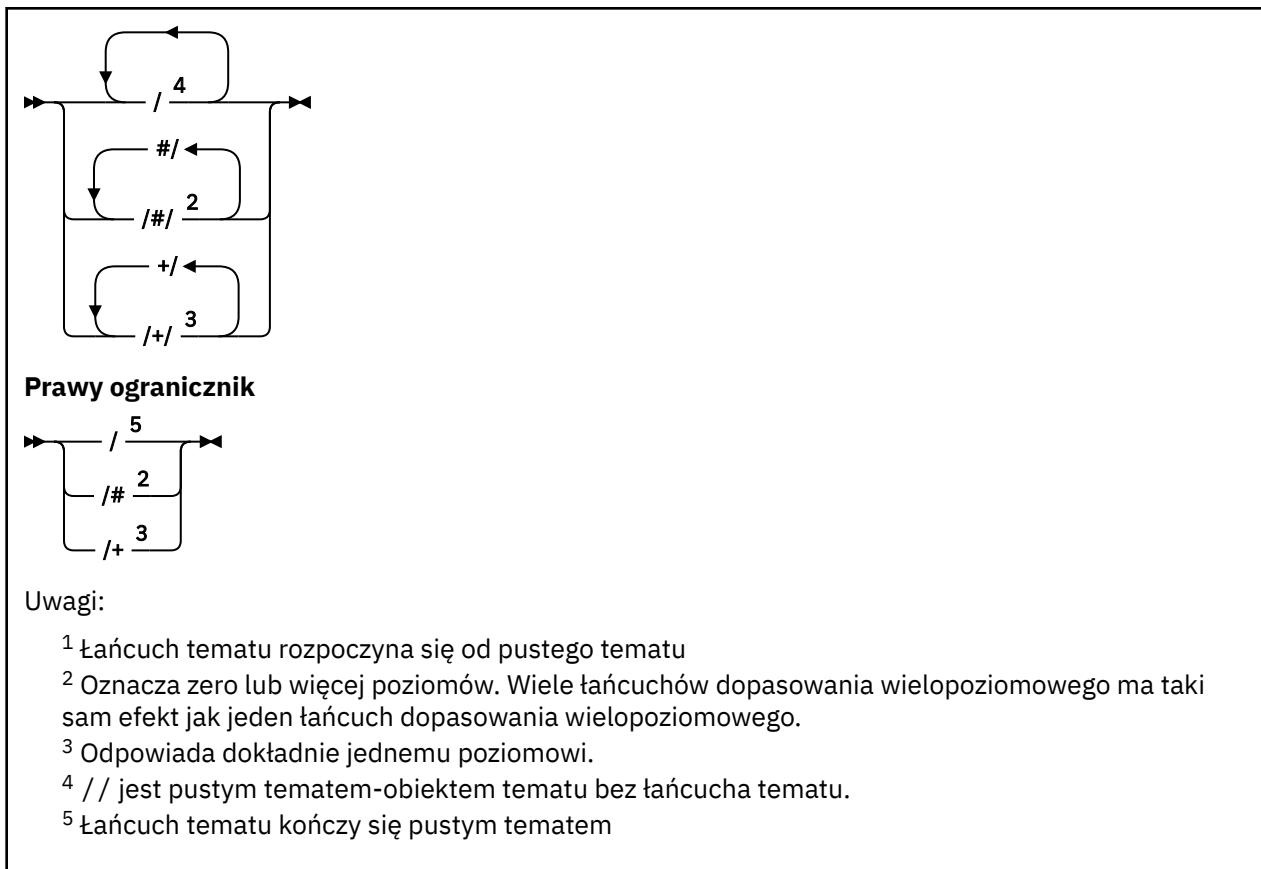 / 4
#/
/#/ 2
+/
/+/ 3
Prawy ogranicznik
/ 5
/# 2
/+ 3
Uwagi:
1 Łańcuch tematu rozpoczyna się od pustego tematu
2 Oznacza zero lub więcej poziomów. Wiele łańcuchów dopasowania wielopoziomowego ma taki
sam efekt jak jeden łańcuch dopasowania wielopoziomowego.
3 Odpowiada dokładnie jednemu poziomowi.
4 // jest pustym tematem-obiektem tematu bez łańcucha tematu.
5 Łańcuch tematu kończy się pustym tematem